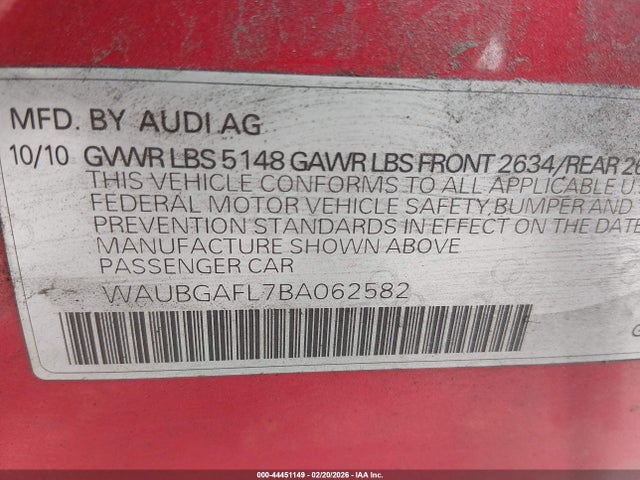 MFD. BY AUDI AG
10/10 GVWR LBS 5148 GAWR LBS FRONT 2634/REAR 26
THIS VEHICLE CONFORMS TO ALL APPLICABLE U
FEDERAL MOTOR VEHICLE SAFETY,BUMPER AND
PREVENTION STANDARDS IN EFFECT ON THE DATE
MANUFACTURE SHOWN ABOVE
PASSENGER CAR
WAUBGAFL7BA062582
000-44451149 - 02/20/2026 - IAA Inc.